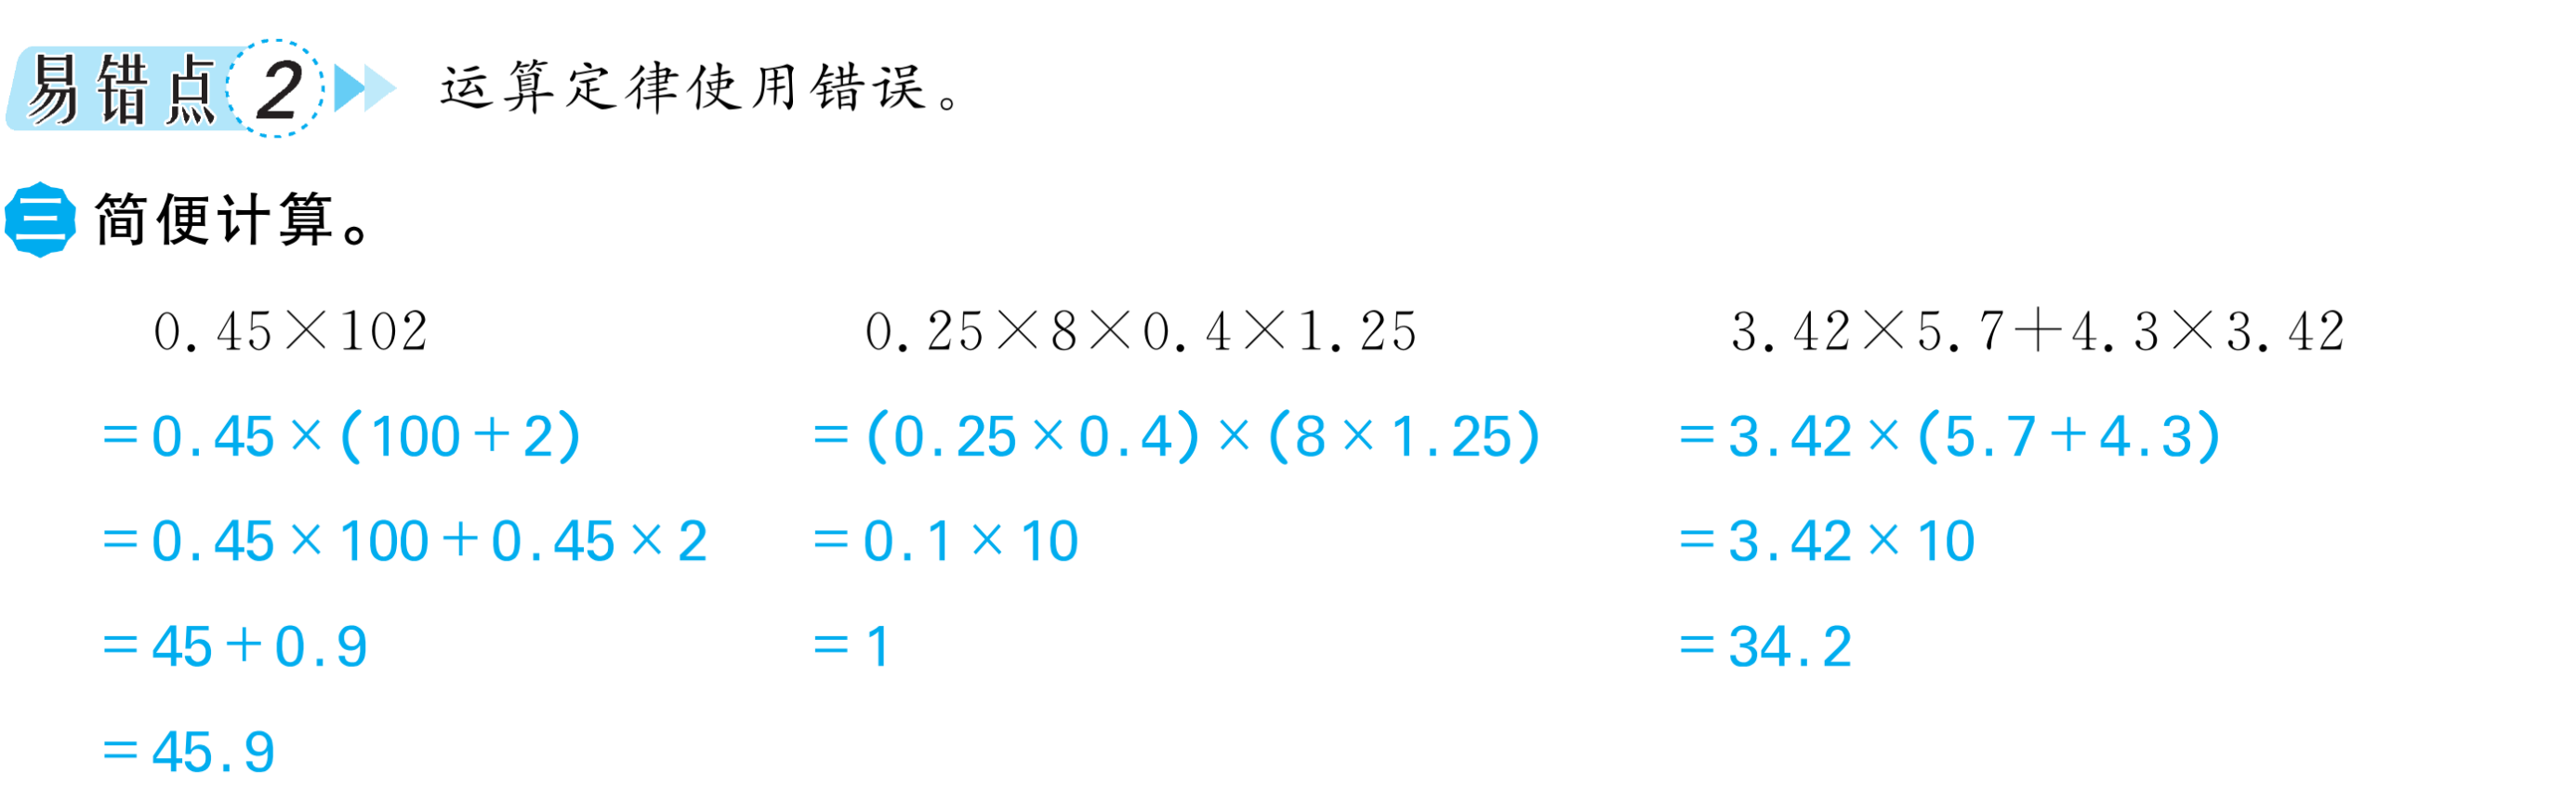 易错点 2 运算定律使用错误。
三 简便计算。
0.45×102 0.25×8×0.4×1.25 3.42×5.7+4.3×3.42
=0.45×(100+2) =(0.25×0.4)×(8×1.25) =3.42×(5.7+4.3)
=0.45×100+0.45×2 =0.1×10 =3.42×10
=45+0.9 =1 =34.2
=45.9